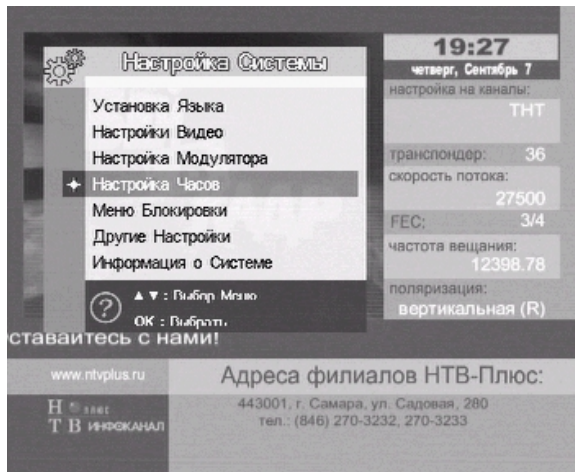 Настройка Системы
Установка Языка
Настройки Видео
Настройка Модулятора
Настройка Часов
Меню Блокировки
Другие Настройки
Информация о Системе
▲ ▼ : Выбор Меню
OK : Выбрать
19:27
четверг, Сентябрь 7
настройка на каналы:
ТНТ
транспондер: 36
скорость потока:
27500
FEC: 3/4
частота вещания:
12398.78
поляризация:
вертикальная (R)
ставайтесь с нами!
www.ntvplus.ru
Адреса филиалов НТВ-Плюс:
443001, г. Самара, ул. Садовая, 280
тел.: (846) 270-3232, 270-3233
НТВ плюс
ИНФОКАНАЛ